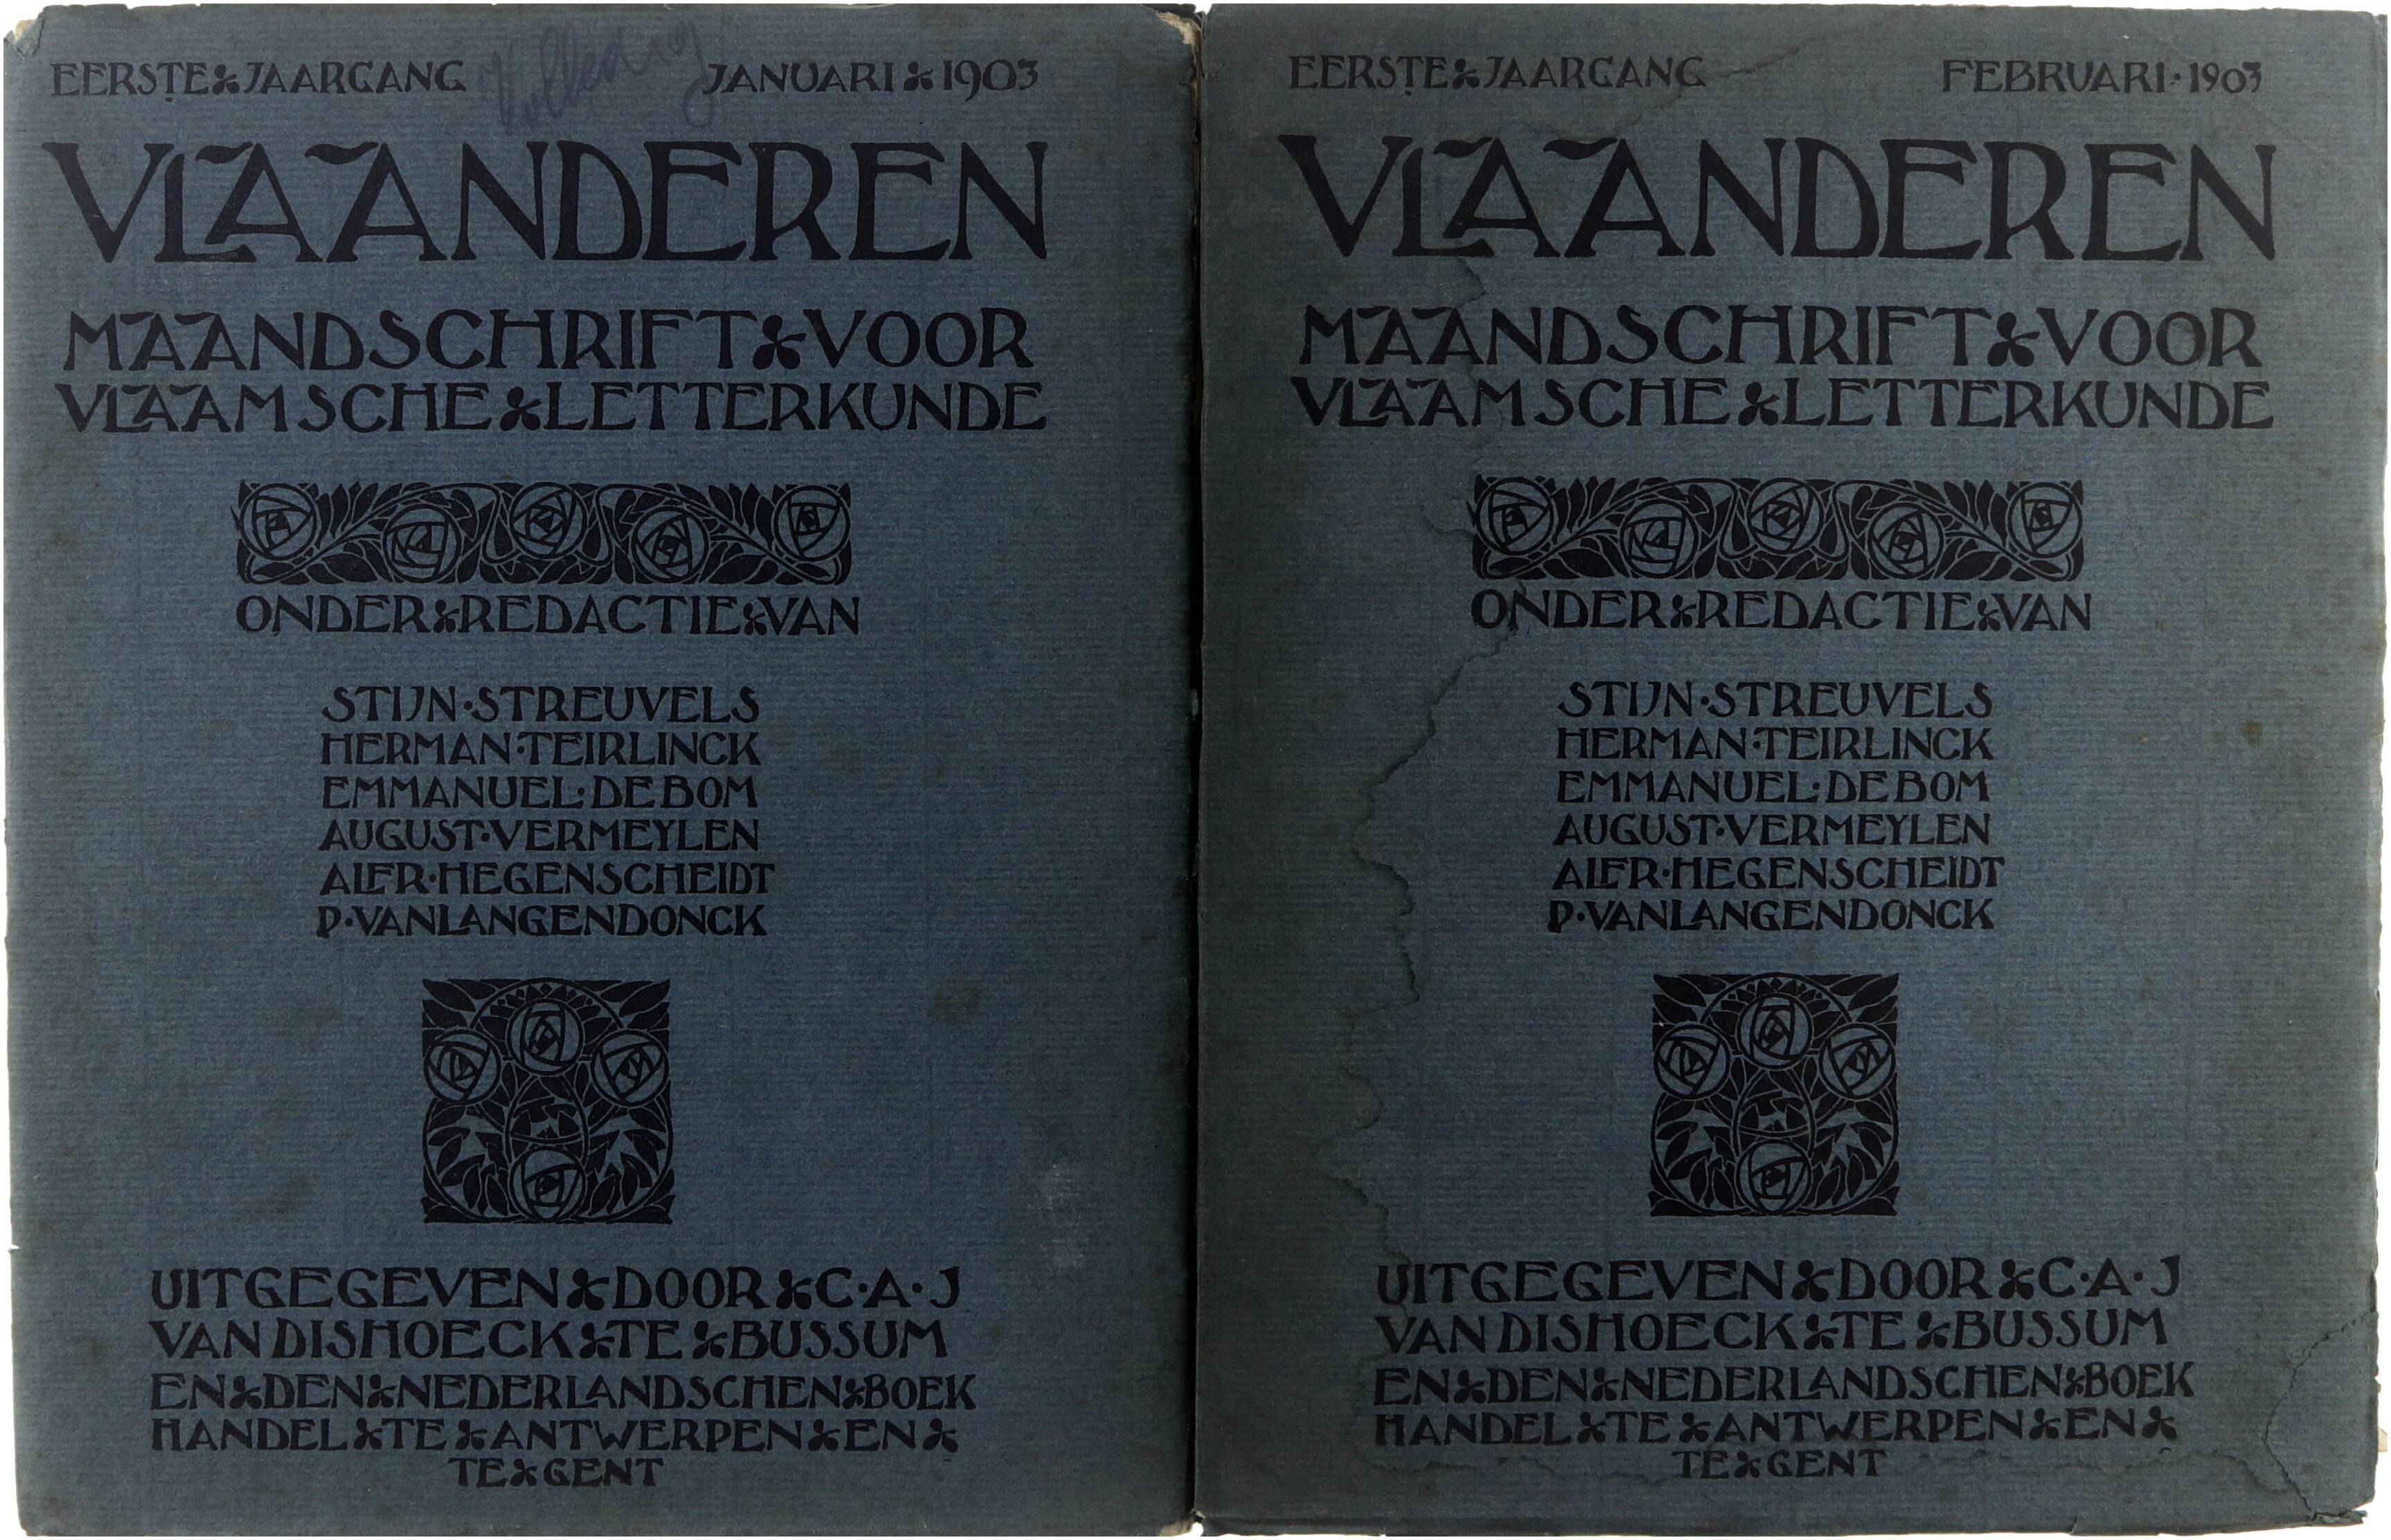 EERSTE JAARGANG JANUARI 1903
VLAANDEREN
MAANDSCHRIFT VOOR
VLAAMSCHE LETTERKUNDE
ONDER REDACTIE VAN
STIJN·STREUVELS
HERMAN·TEIRLINCK
EMMANUEL·DE BOM
AUGUST·VERMEYLEN
ALFR·HEGENSCHEIDT
P·VAN LANGENDONCK
UITGEGEVEN DOOR C·A·J
VAN DISHOECK TE BUSSUM
EN DEN NEDERLANDSCHEN BOEK
HANDEL TE ANTWERPEN EN
TE GENT
EERSTE JAARGANG FEBRUARI·1903
VLAANDEREN
MAANDSCHRIFT VOOR
VLAAMSCHE LETTERKUNDE
ONDER REDACTIE VAN
STIJN·STREUVELS
HERMAN·TEIRLINCK
EMMANUEL·DE BOM
AUGUST·VERMEYLEN
ALFR·HEGENSCHEIDT
P·VAN LANGENDONCK
UITGEGEVEN DOOR C·A·J
VAN DISHOECK TE BUSSUM
EN DEN NEDERLANDSCHEN BOEK
HANDEL TE ANTWERPEN EN
TE GENT